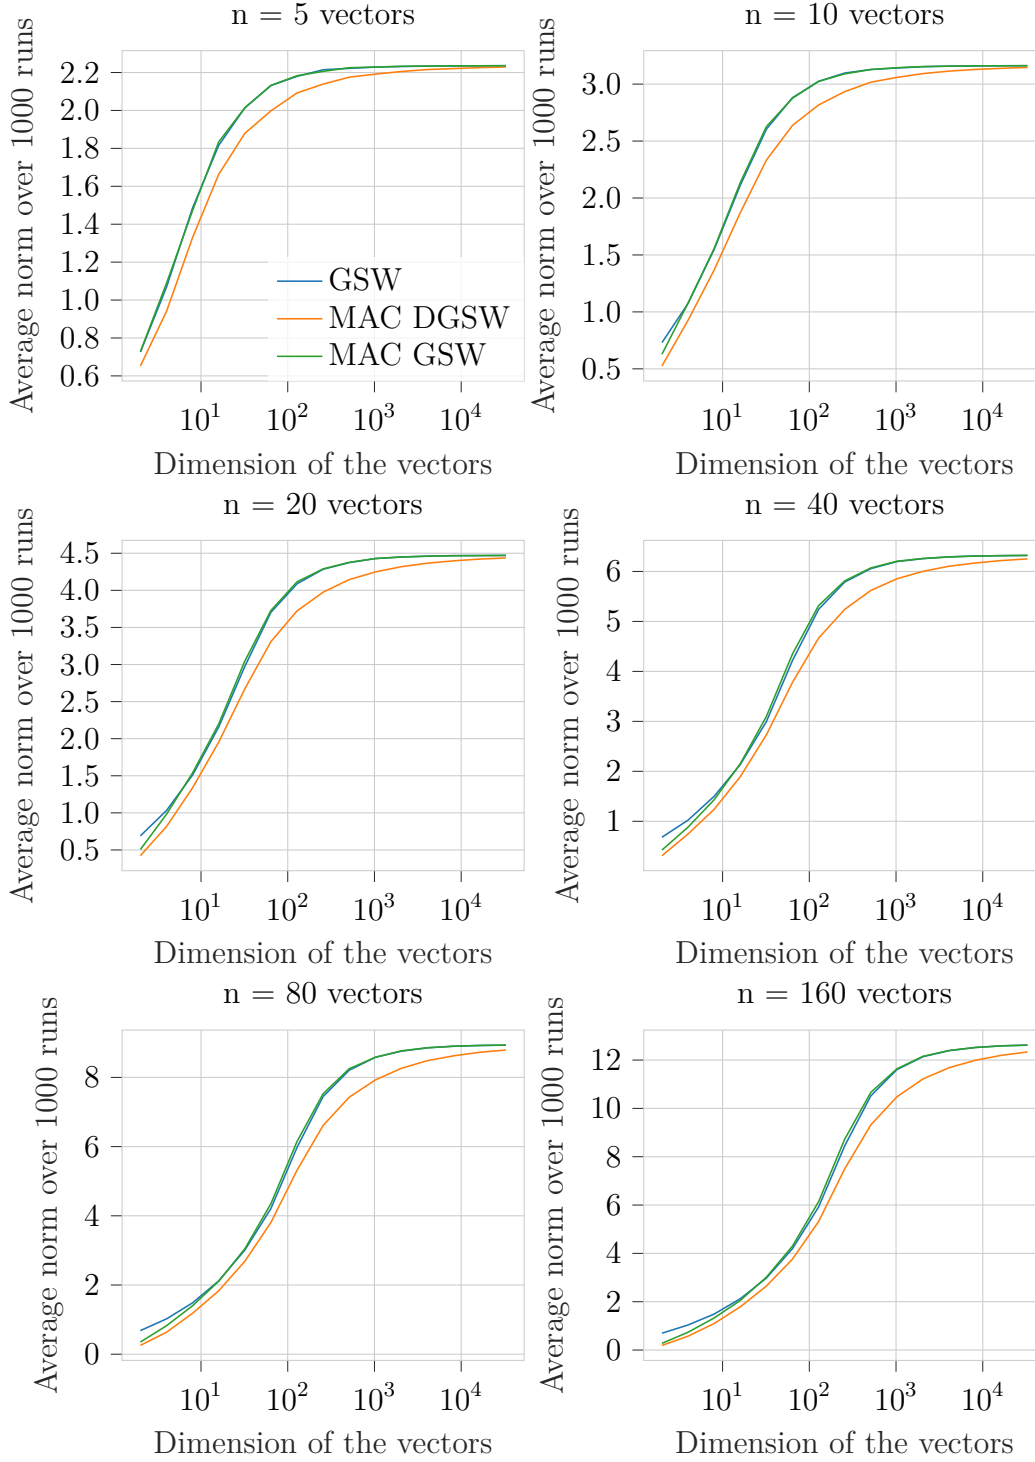 n = 5 vectors
Average norm over 1000 runs
2.2
2.0
1.8
1.6
1.4
1.2
1.0
0.8
0.6
GSW
MAC DGSW
MAC GSW
10¹ 10² 10³ 10⁴
Dimension of the vectors
n = 10 vectors
Average norm over 1000 runs
3.0
2.5
2.0
1.5
1.0
0.5
10¹ 10² 10³ 10⁴
Dimension of the vectors
n = 20 vectors
Average norm over 1000 runs
4.5
4.0
3.5
3.0
2.5
2.0
1.5
1.0
0.5
10¹ 10² 10³ 10⁴
Dimension of the vectors
n = 40 vectors
Average norm over 1000 runs
6
5
4
3
2
1
10¹ 10² 10³ 10⁴
Dimension of the vectors
n = 80 vectors
Average norm over 1000 runs
8
6
4
2
0
10¹ 10² 10³ 10⁴
Dimension of the vectors
n = 160 vectors
Average norm over 1000 runs
12
10
8
6
4
2
0
10¹ 10² 10³ 10⁴
Dimension of the vectors